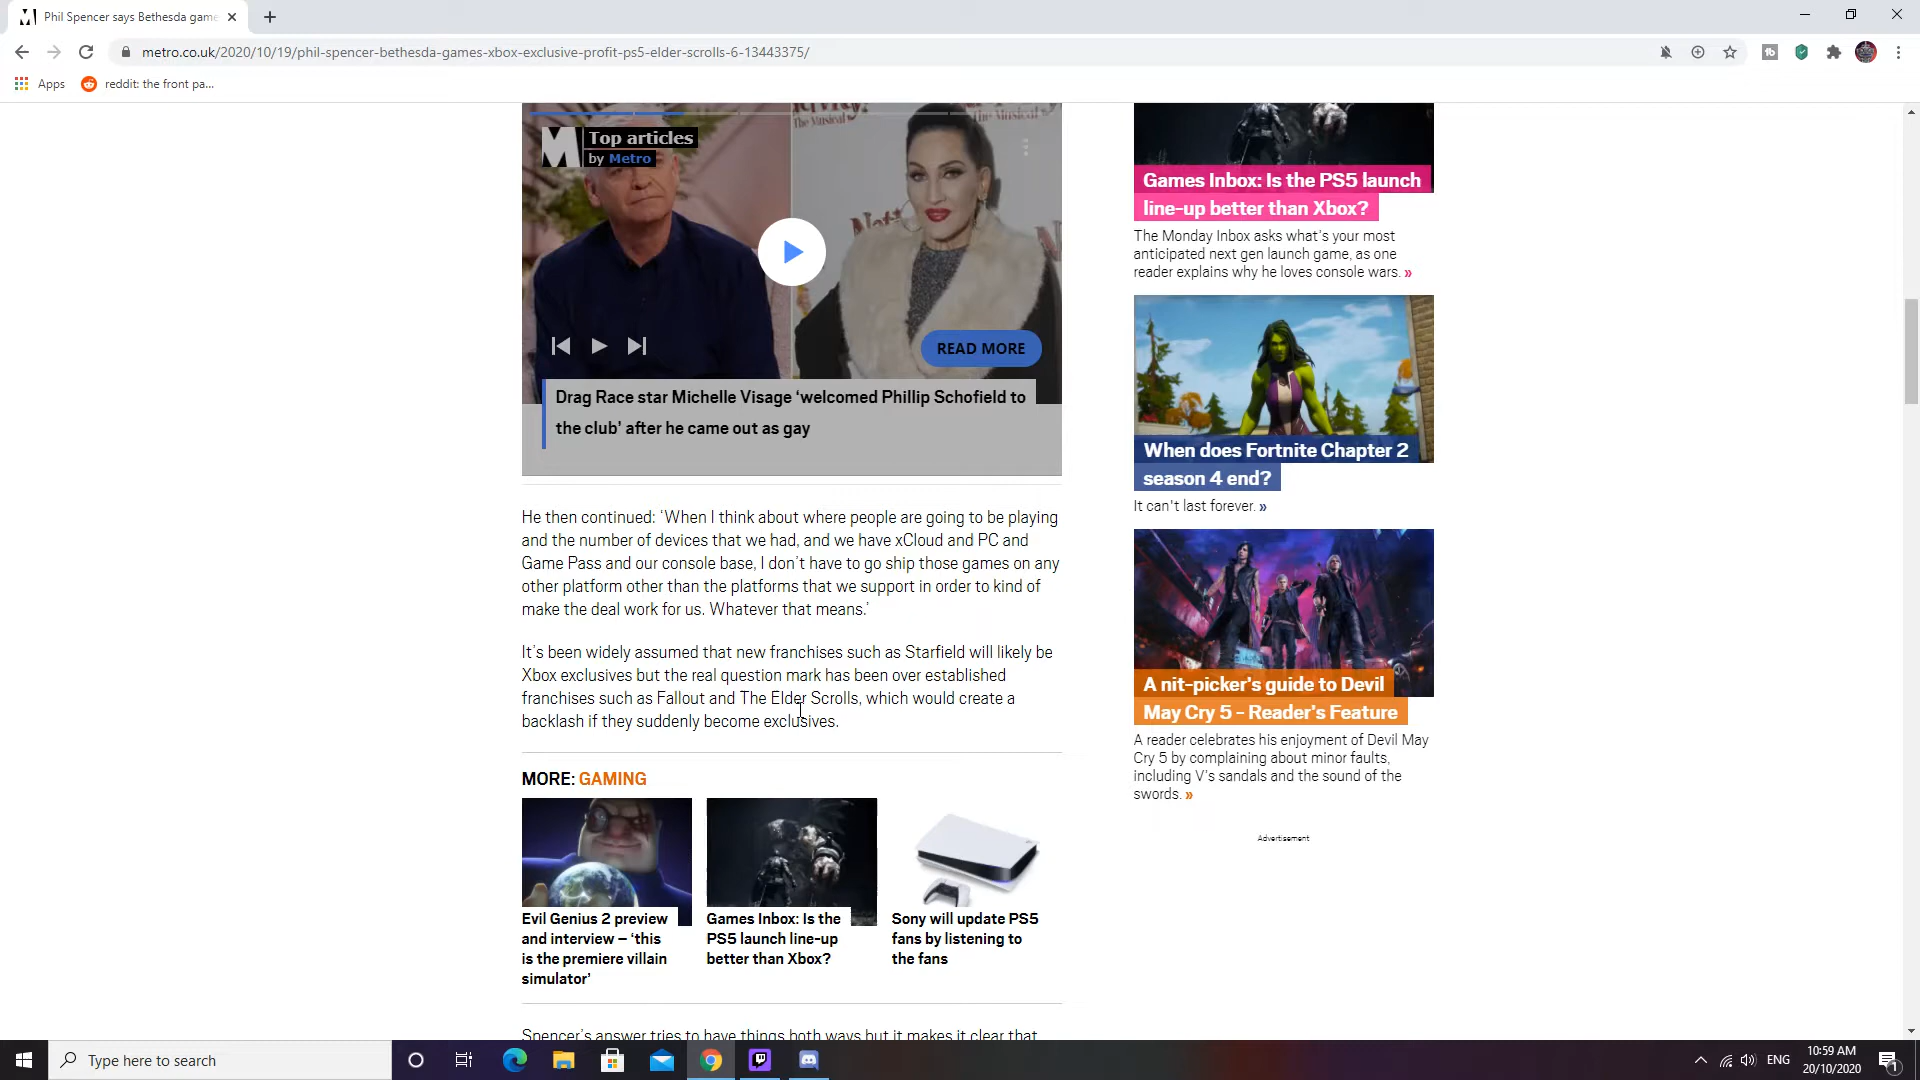 Phil Spencer says Bethesda game
metro.co.uk/2020/10/19/phil-spencer-bethesda-games-xbox-exclusive-profit-ps5-elder-scrolls-6-13443375/
Apps
reddit: the front pa...
Top articles
by Metro
The Musical
READ MORE
Drag Race star Michelle Visage ‘welcomed Phillip Schofield to
the club’ after he came out as gay
He then continued: ‘When I think about where people are going to be playing
and the number of devices that we had, and we have xCloud and PC and
Game Pass and our console base, I don’t have to go ship those games on any
other platform other than the platforms that we support in order to kind of
make the deal work for us. Whatever that means.’
It’s been widely assumed that new franchises such as Starfield will likely be
Xbox exclusives but the real question mark has been over established
franchises such as Fallout and The Elder Scrolls, which would create a
backlash if they suddenly become exclusives.
MORE: GAMING
Evil Genius 2 preview
and interview – ‘this
is the premiere villain
simulator’
Games Inbox: Is the
PS5 launch line-up
better than Xbox?
Sony will update PS5
fans by listening to
the fans
Spencer’s answer tries to have things both ways but it makes it clear that
Games Inbox: Is the PS5 launch
line-up better than Xbox?
The Monday Inbox asks what's your most
anticipated next gen launch game, as one
reader explains why he loves console wars. »
When does Fortnite Chapter 2
season 4 end?
It can't last forever. »
A nit-picker's guide to Devil
May Cry 5 - Reader's Feature
A reader celebrates his enjoyment of Devil May
Cry 5 by complaining about minor faults,
including V's sandals and the sound of the
swords. »
Advertisement
Type here to search
ENG
10:59 AM
20/10/2020
1